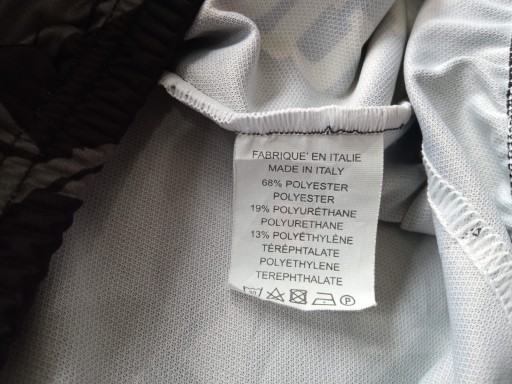 FABRIQUE' EN ITALIE
MADE IN ITALY
68% POLYESTER
POLYESTER
19% POLYURÉTHANE
POLYURETHANE
13% POLYÉTHYLÈNE
TÉRÉPHTALATE
POLYETHYLENE
TEREPHTHALATE
P